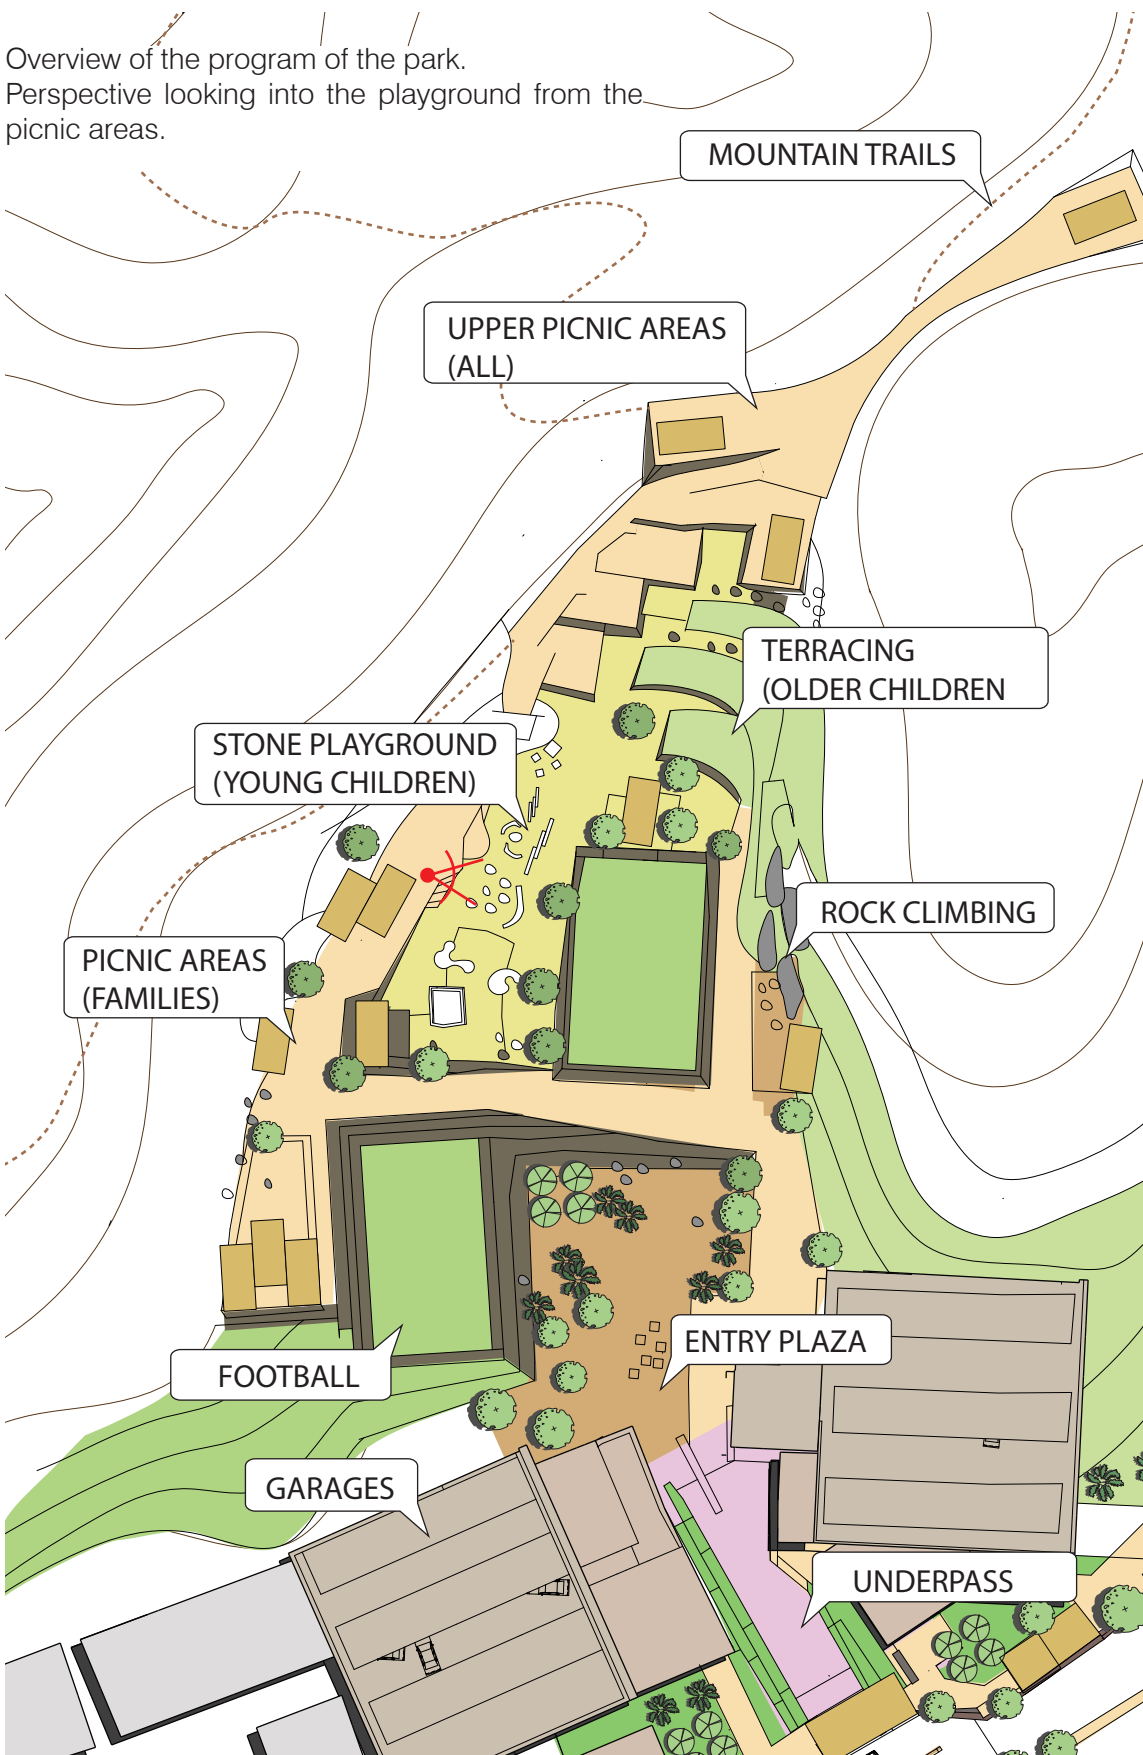 Overview of the program of the park.
Perspective looking into the playground from the
picnic areas.
MOUNTAIN TRAILS
UPPER PICNIC AREAS
(ALL)
TERRACING
(OLDER CHILDREN
STONE PLAYGROUND
(YOUNG CHILDREN)
ROCK CLIMBING
PICNIC AREAS
(FAMILIES)
ENTRY PLAZA
FOOTBALL
GARAGES
UNDERPASS